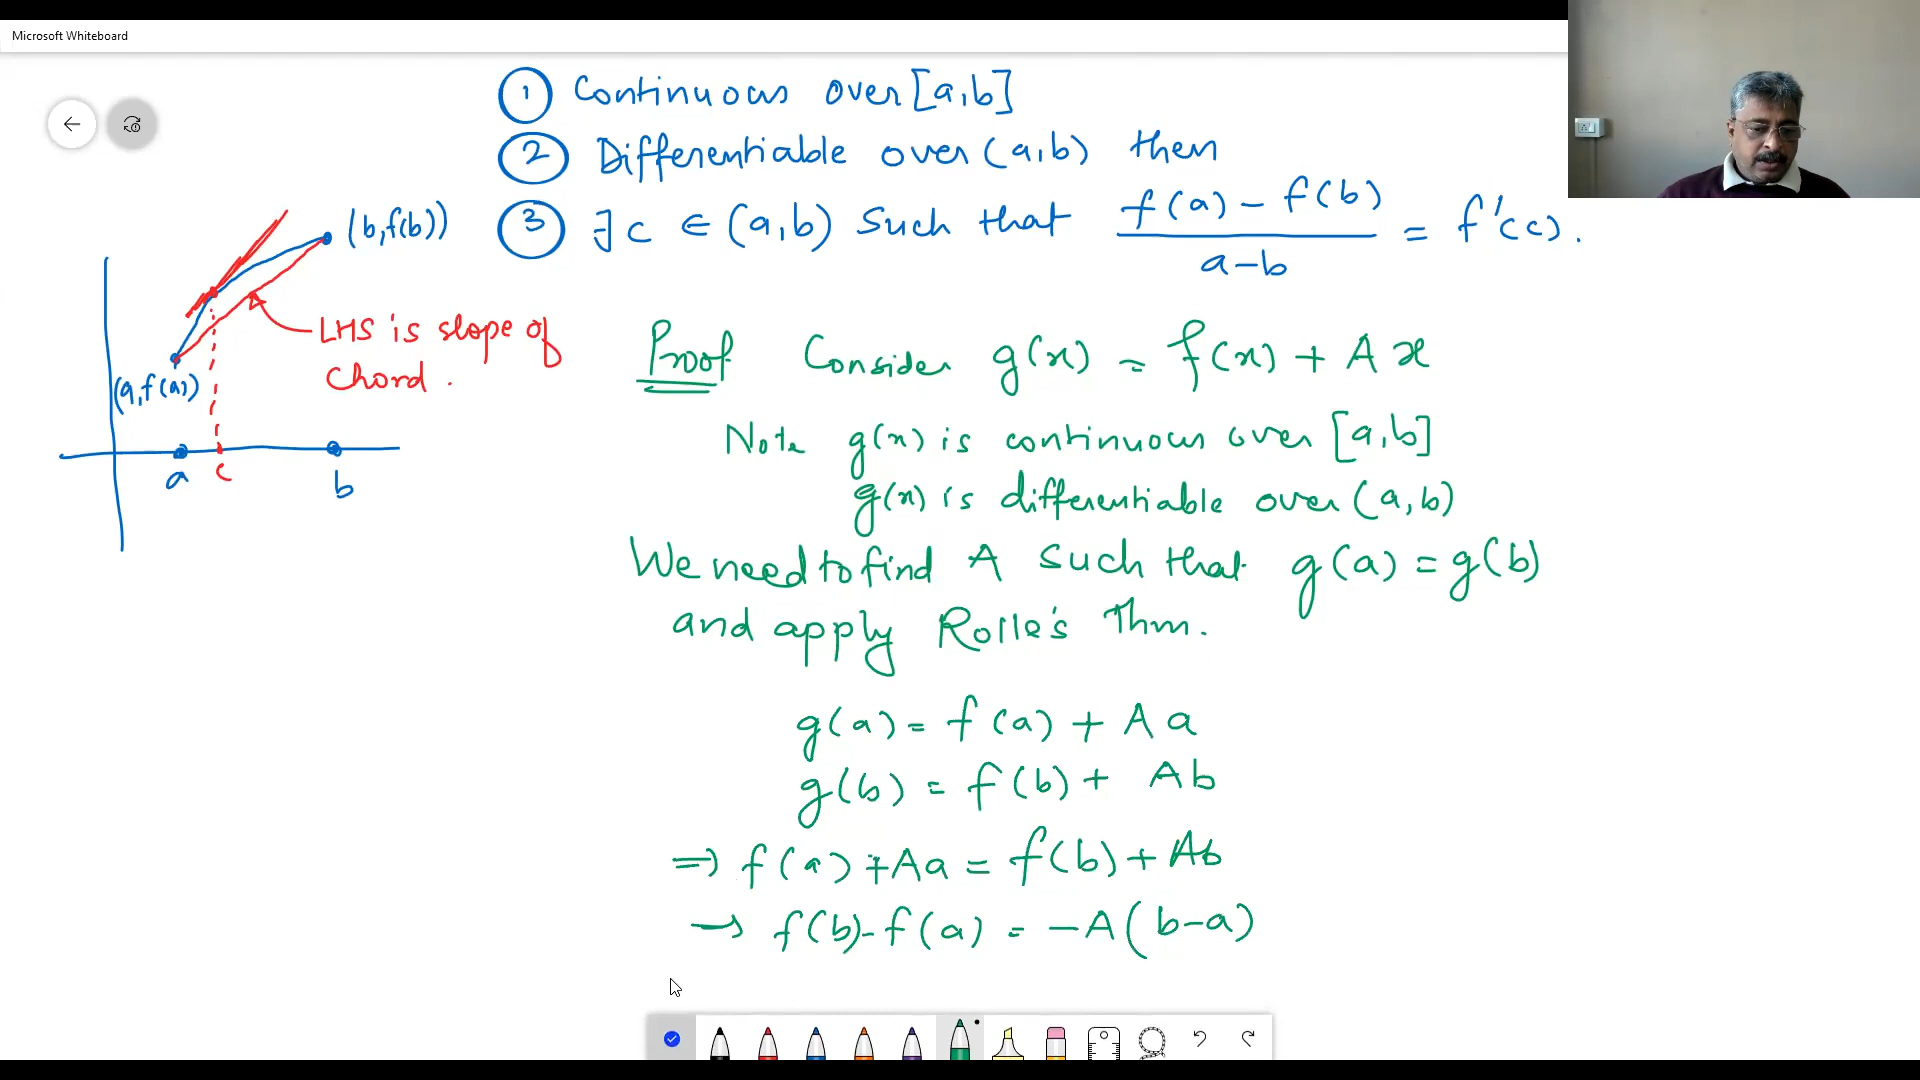 Microsoft Whiteboard
① Continuous over [a,b]
② Differentiable over (a,b) then
③ ∃ c ∈ (a,b) Such that (f(a) - f(b))/(a-b) = f'(c).
(b,f(b))
LHS is slope of
Chord.
(a,f(a))
a c b
Proof Consider g(x) = f(x) + A x
Note g(x) is continuous over [a,b]
g(x) is differentiable over (a,b)
We need to find A Such that g(a) = g(b)
and apply Rolle's Thm.
g(a) = f(a) + A a
g(b) = f(b) + Ab
⇒ f(a) + Aa = f(b) + Ab
→ f(b) - f(a) = -A(b-a)